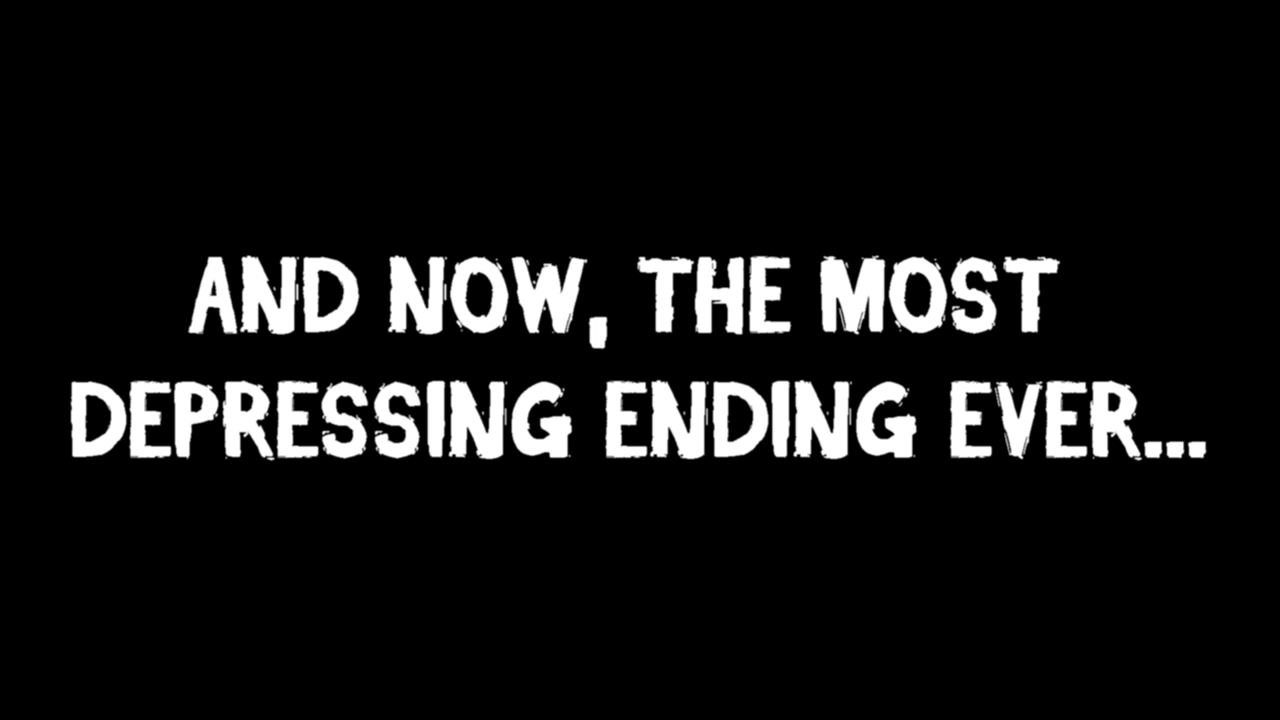 AND NOW, THE MOST
DEPRESSING ENDING EVER...